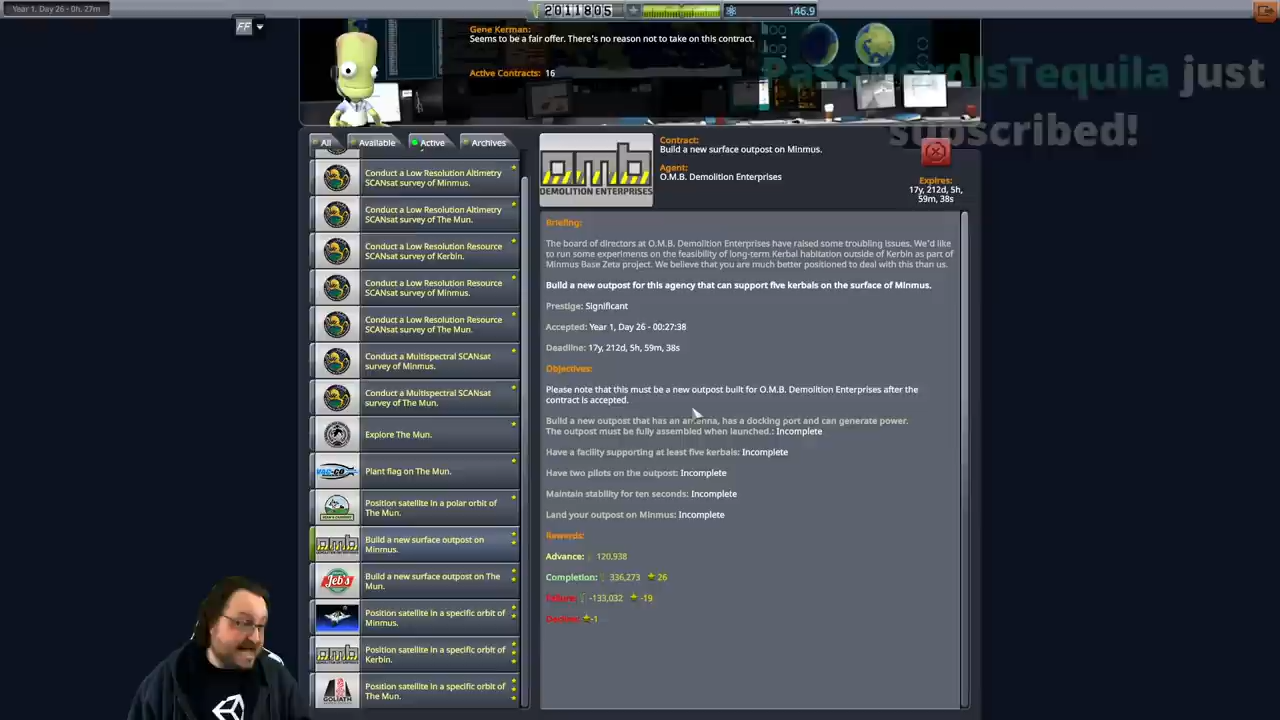 Year 1, Day 26 - 0h, 27m
2011805
146.9
FF
Gene Kerman:
Seems to be a fair offer. There's no reason not to take on this contract.
Active Contracts: 16
PasswordIsTequila just
subscribed!
All
Available
Active
Archives
Conduct a Low Resolution Altimetry
SCANsat survey of Minmus.
Conduct a Low Resolution Altimetry
SCANsat survey of The Mun.
Conduct a Low Resolution Resource
SCANsat survey of Kerbin.
Conduct a Low Resolution Resource
SCANsat survey of Minmus.
Conduct a Low Resolution Resource
SCANsat survey of The Mun.
Conduct a Multispectral SCANsat
survey of Minmus.
Conduct a Multispectral SCANsat
survey of The Mun.
Explore The Mun.
Plant flag on The Mun.
Position satellite in a polar orbit of
The Mun.
Build a new surface outpost on
Minmus.
Jeb's
Build a new surface outpost on The
Mun.
Position satellite in a specific orbit of
Minmus.
omb
Position satellite in a specific orbit of
Kerbin.
GOLIATH
Position satellite in a specific orbit of
The Mun.
omb
DEMOLITION ENTERPRISES
Contract:
Build a new surface outpost on Minmus.
Agent:
O.M.B. Demolition Enterprises
Expires:
17y, 212d, 5h,
59m, 38s
Briefing:
The board of directors at O.M.B. Demolition Enterprises have raised some troubling issues. We'd like
to run some experiments on the feasibility of long-term Kerbal habitation outside of Kerbin as part of
Minmus Base Zeta project. We believe that you are much better positioned to deal with this than us.
Build a new outpost for this agency that can support five kerbals on the surface of Minmus.
Prestige: Significant
Accepted: Year 1, Day 26 - 00:27:38
Deadline: 17y, 212d, 5h, 59m, 38s
Objectives:
Please note that this must be a new outpost built for O.M.B. Demolition Enterprises after the
contract is accepted.
Build a new outpost that has an antenna, has a docking port and can generate power.
The outpost must be fully assembled when launched.: Incomplete
Have a facility supporting at least five kerbals: Incomplete
Have two pilots on the outpost: Incomplete
Maintain stability for ten seconds: Incomplete
Land your outpost on Minmus: Incomplete
Rewards:
Advance: 120,938
Completion: 336,273 26
Failure: -133,032 -19
Decline: -1